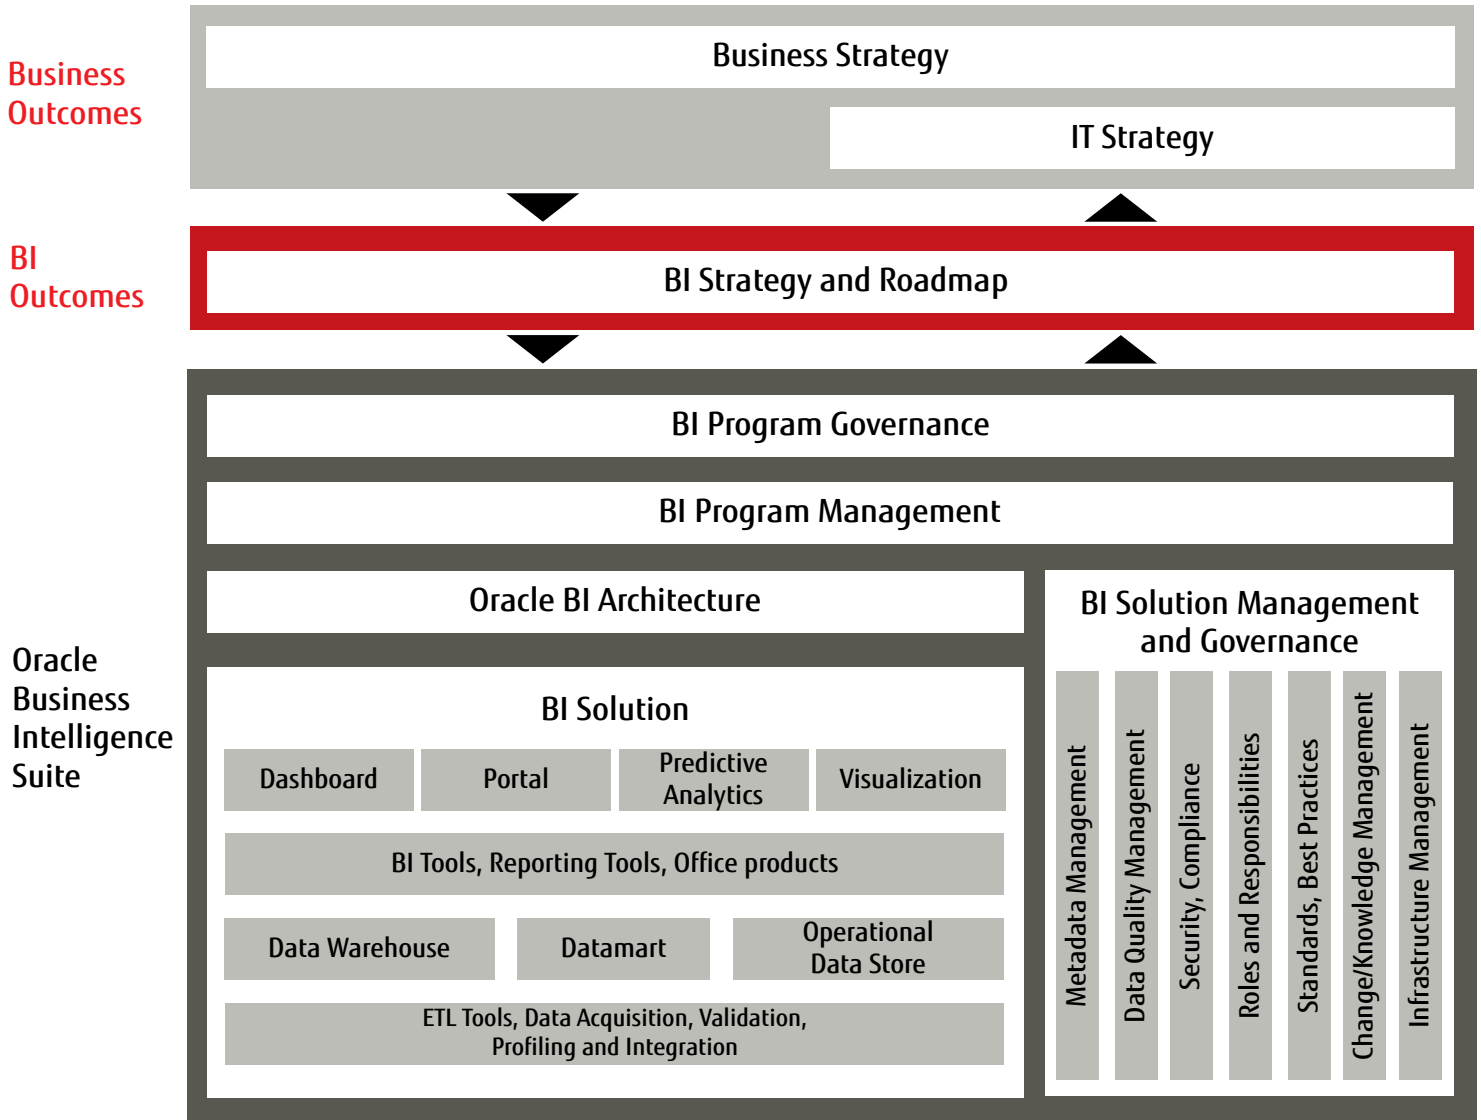 Business
Outcomes
Business Strategy
IT Strategy
BI
Outcomes
BI Strategy and Roadmap
Oracle
Business
Intelligence
Suite
BI Program Governance
BI Program Management
Oracle BI Architecture
BI Solution
Dashboard
Portal
Predictive
Analytics
Visualization
BI Tools, Reporting Tools, Office products
Data Warehouse
Datamart
Operational
Data Store
ETL Tools, Data Acquisition, Validation,
Profiling and Integration
BI Solution Management
and Governance
Metadata Management
Data Quality Management
Security, Compliance
Roles and Responsibilities
Standards, Best Practices
Change/Knowledge Management
Infrastructure Management